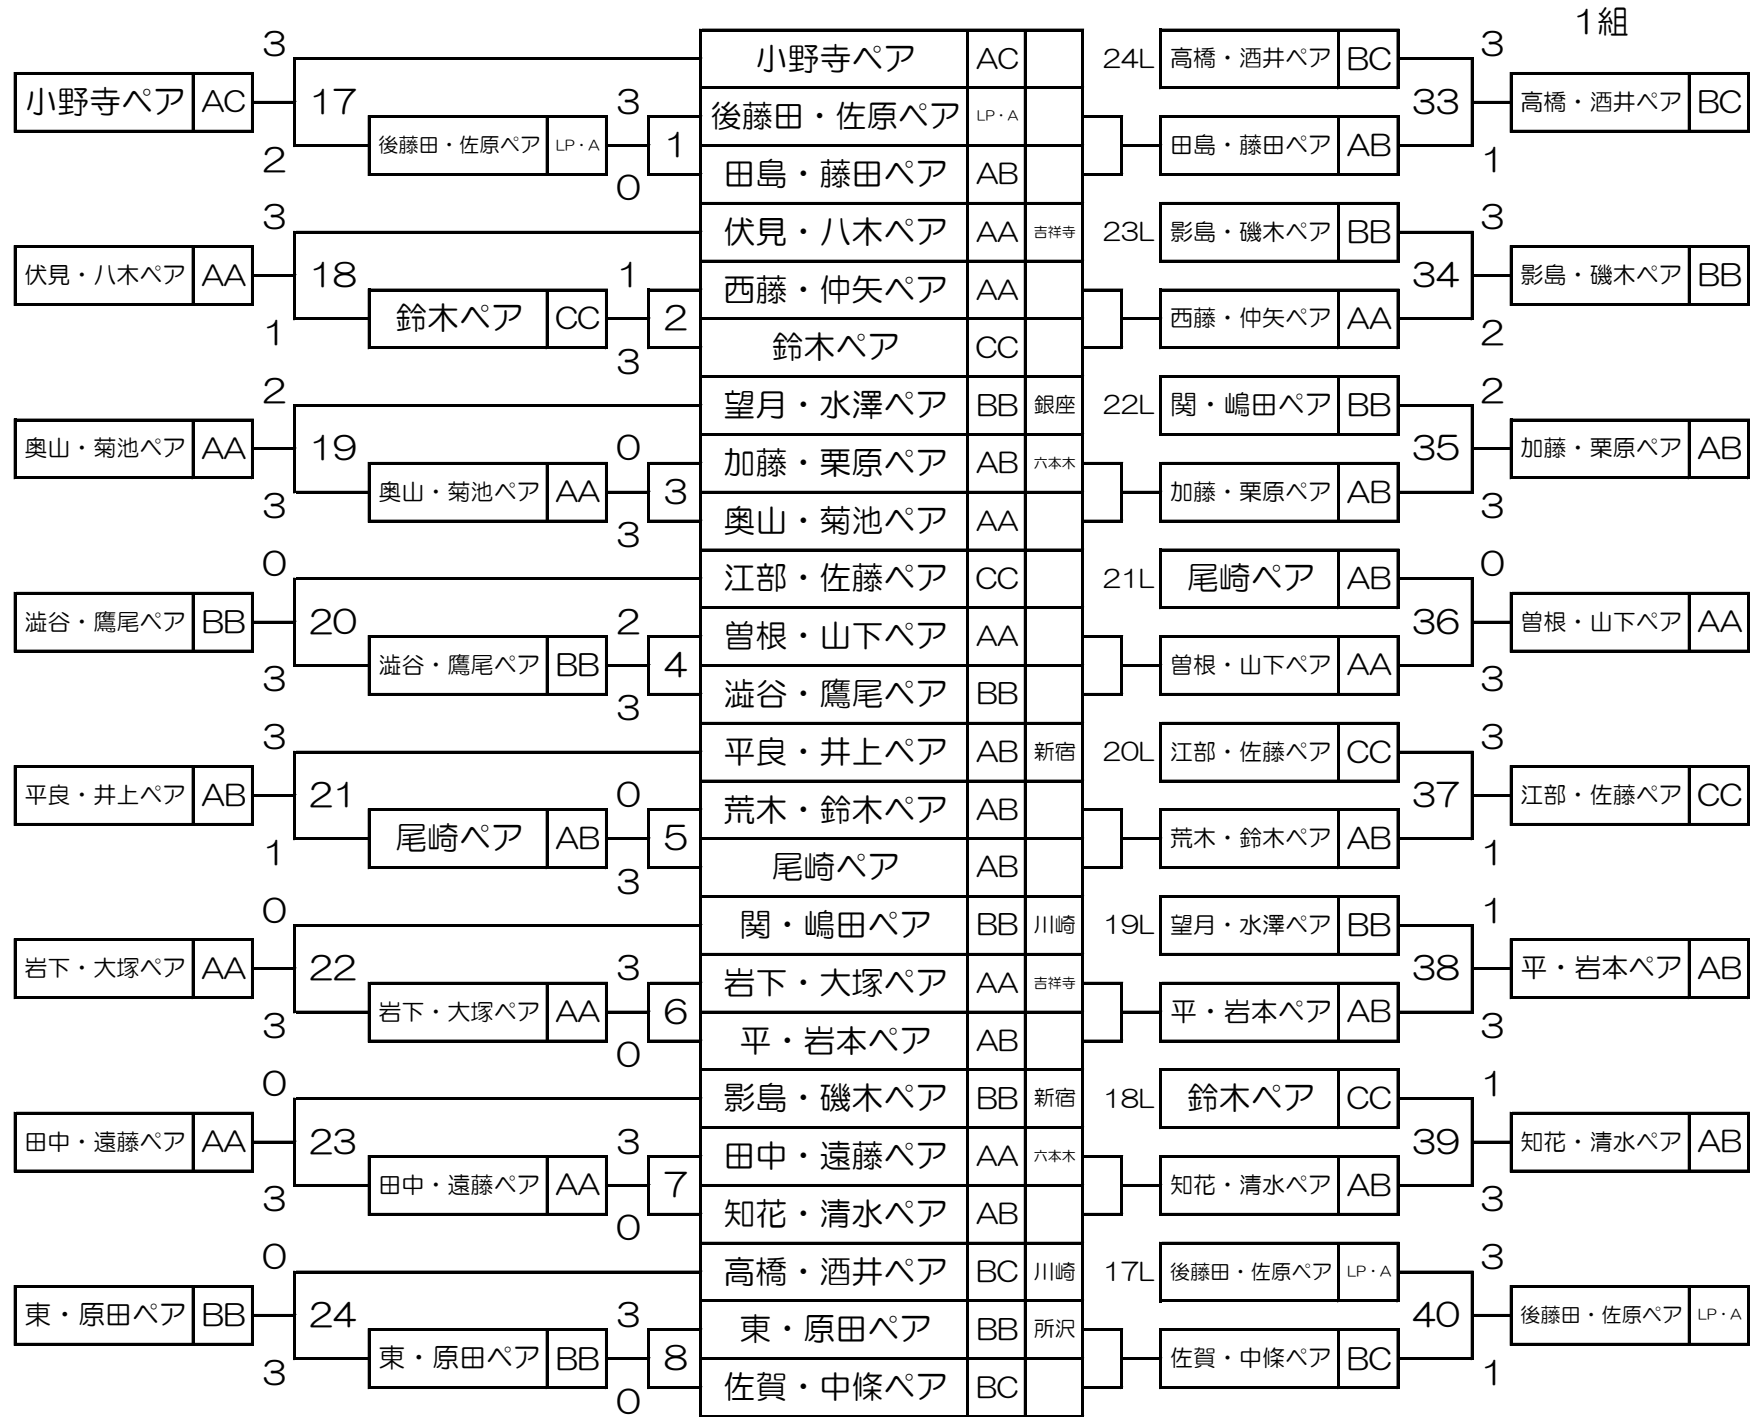 1組
3 小野寺ペア AC 24L 高橋・酒井ペア BC 3
小野寺ペア AC 17 3 後藤田・佐原ペア LP・A 33 高橋・酒井ペア BC
2 後藤田・佐原ペア LP・A 1 田島・藤田ペア AB 1
0 田島・藤田ペア AB
3 伏見・八木ペア AA 吉祥寺 23L 影島・磯木ペア BB 3
伏見・八木ペア AA 18 1 西藤・仲矢ペア AA 34 影島・磯木ペア BB
1 鈴木ペア CC 2 西藤・仲矢ペア AA 2
3 鈴木ペア CC
2 望月・水澤ペア BB 銀座 22L 関・嶋田ペア BB 2
奥山・菊池ペア AA 19 0 加藤・栗原ペア AB 六本木 35 加藤・栗原ペア AB
3 奥山・菊池ペア AA 3 加藤・栗原ペア AB 3
3 奥山・菊池ペア AA
0 江部・佐藤ペア CC 21L 尾崎ペア AB 0
澁谷・鷹尾ペア BB 20 2 曽根・山下ペア AA 36 曽根・山下ペア AA
3 澁谷・鷹尾ペア BB 4 曽根・山下ペア AA 3
3 澁谷・鷹尾ペア BB
3 平良・井上ペア AB 新宿 20L 江部・佐藤ペア CC 3
平良・井上ペア AB 21 0 荒木・鈴木ペア AB 37 江部・佐藤ペア CC
1 尾崎ペア AB 5 荒木・鈴木ペア AB 1
3 尾崎ペア AB
0 関・嶋田ペア BB 川崎 19L 望月・水澤ペア BB 1
岩下・大塚ペア AA 22 3 岩下・大塚ペア AA 吉祥寺 38 平・岩本ペア AB
3 岩下・大塚ペア AA 6 平・岩本ペア AB 3
0 平・岩本ペア AB
0 影島・磯木ペア BB 新宿 18L 鈴木ペア CC 1
田中・遠藤ペア AA 23 3 田中・遠藤ペア AA 六本木 39 知花・清水ペア AB
3 田中・遠藤ペア AA 7 知花・清水ペア AB 3
0 知花・清水ペア AB
0 高橋・酒井ペア BC 川崎 17L 後藤田・佐原ペア LP・A 3
東・原田ペア BB 24 3 東・原田ペア BB 所沢 40 後藤田・佐原ペア LP・A
3 東・原田ペア BB 8 佐賀・中條ペア BC 1
0 佐賀・中條ペア BC